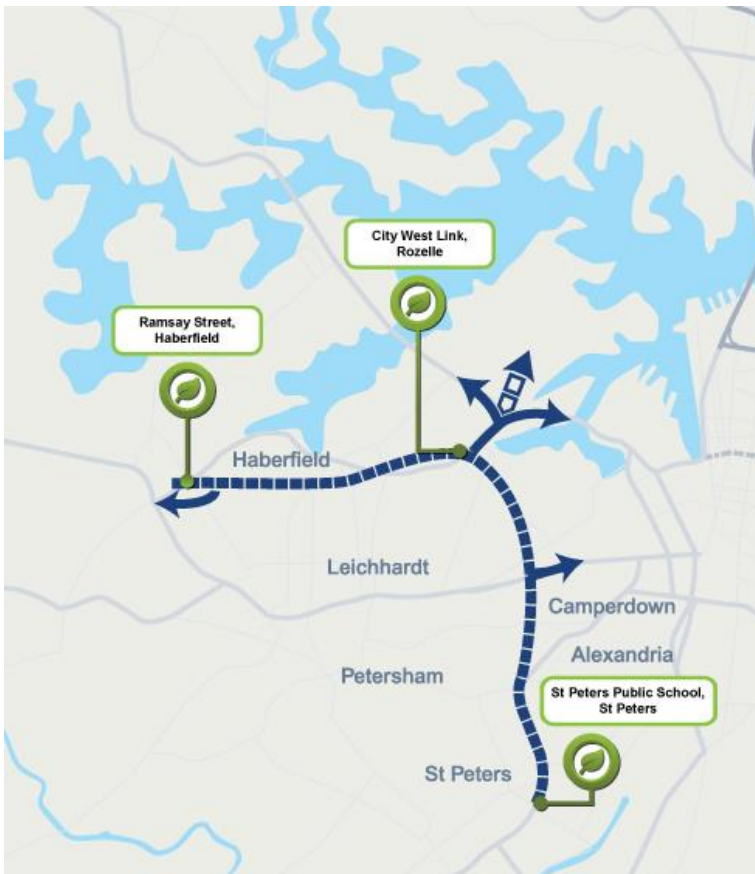 City West Link,
Rozelle
Ramsay Street,
Haberfield
Haberfield
Leichhardt
Camperdown
Alexandria
Petersham
St Peters Public School,
St Peters
St Peters